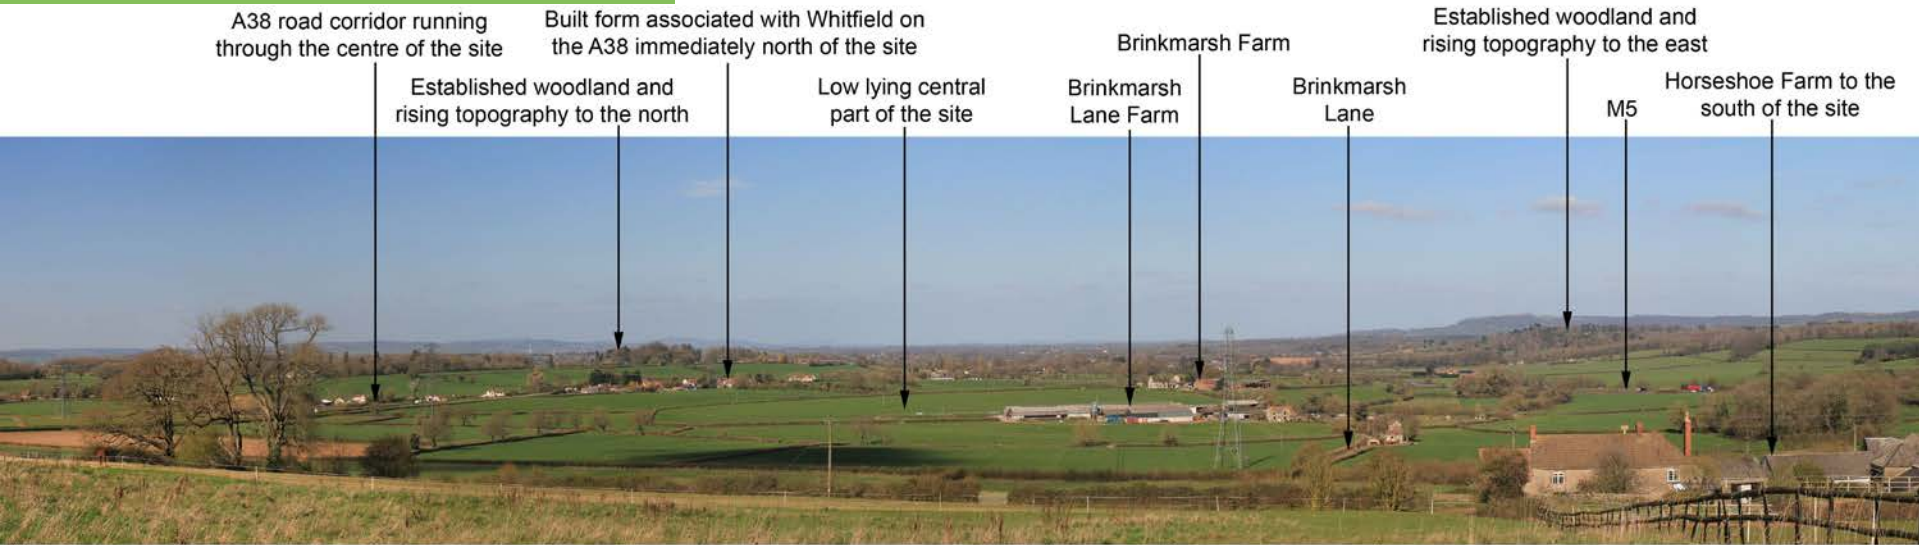 A38 road corridor running
through the centre of the site
Established woodland and
rising topography to the north
Built form associated with Whitfield on
the A38 immediately north of the site
Low lying central
part of the site
Brinkmarsh
Lane Farm
Brinkmarsh Farm
Brinkmarsh
Lane
Established woodland and
rising topography to the east
M5
Horseshoe Farm to the
south of the site